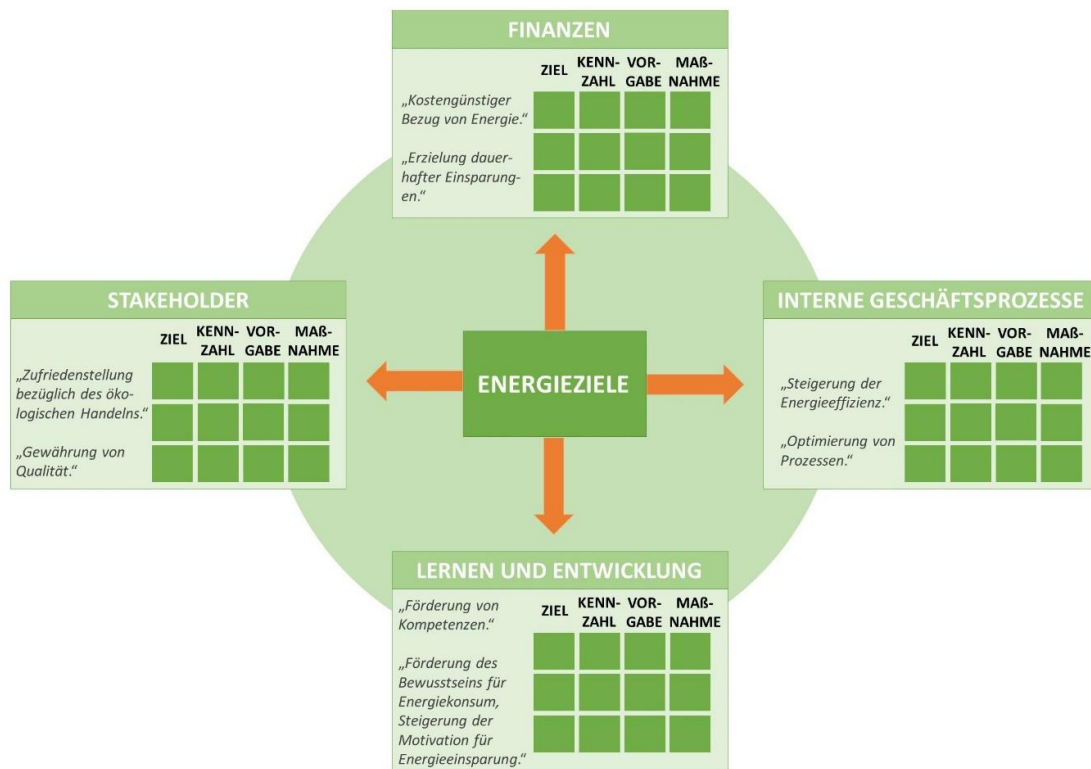 FINANZEN
ZIEL KENN- VOR- MAß-
ZAHL GABE NAHME
„Kostengünstiger
Bezug von Energie.“
„Erzielung dauer-
hafter Einsparung-
en.“
STAKEHOLDER
ZIEL KENN- VOR- MAß-
ZAHL GABE NAHME
„Zufriedenstellung
bezüglich des öko-
logischen Handelns.“
„Gewährung von
Qualität.“
ENERGIEZIELE
INTERNE GESCHÄFTSPROZESSE
ZIEL KENN- VOR- MAß-
ZAHL GABE NAHME
„Steigerung der
Energieeffizienz.“
„Optimierung von
Prozessen.“
LERNEN UND ENTWICKLUNG
„Förderung von
Kompetenzen.“
ZIEL KENN- VOR- MAß-
ZAHL GABE NAHME
„Förderung des
Bewusstseins für
Energiekonsum,
Steigerung der
Motivation für
Energieeinsparung.“